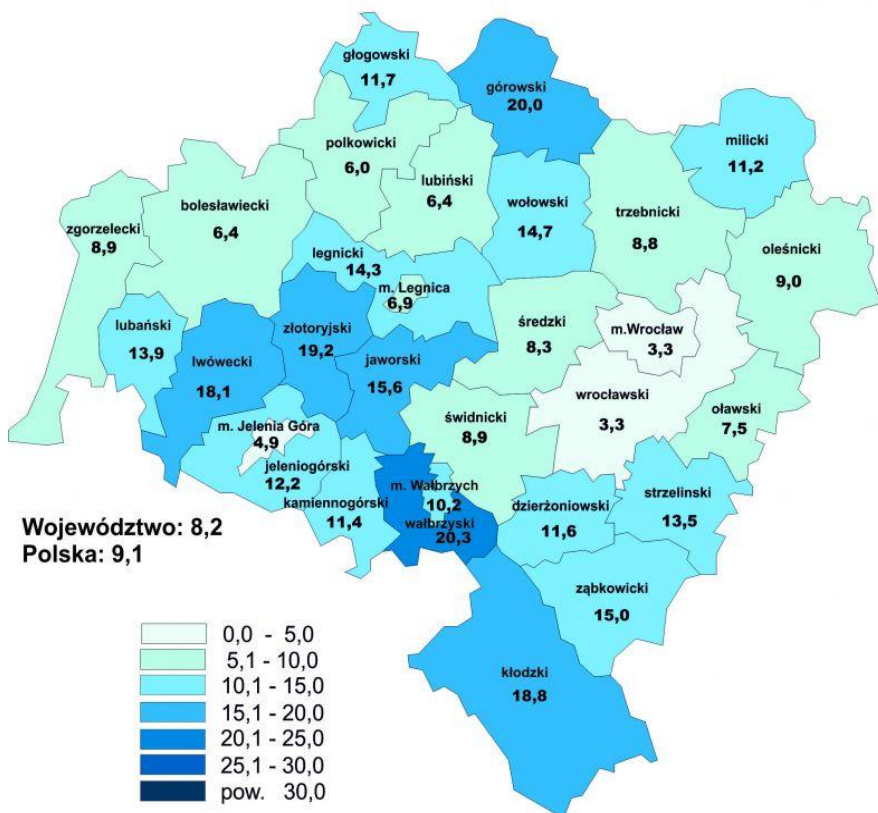 głogowski
11,7
górowski
20,0
polkowicki
6,0
milicki
11,2
lubiński
6,4
bolesławiecki
6,4
wołowski
14,7
trzebnicki
8,8
zgorzelecki
8,9
oleśnicki
9,0
legnicki
14,3
m. Legnica
6,9
lubański
13,9
złotoryjski
19,2
średzki
8,3
m.Wrocław
3,3
lwówecki
18,1
jaworski
15,6
wrocławski
3,3
oławski
7,5
świdnicki
8,9
m. Jelenia Góra
4,9
jeleniogórski
12,2
kamiennogórski
11,4
m. Wałbrzych
10,2
wałbrzyski
20,3
dzierżoniowski
11,6
strzelinski
13,5
ząbkowicki
15,0
kłodzki
18,8
Województwo: 8,2
Polska: 9,1
0,0 - 5,0
5,1 - 10,0
10,1 - 15,0
15,1 - 20,0
20,1 - 25,0
25,1 - 30,0
pow. 30,0